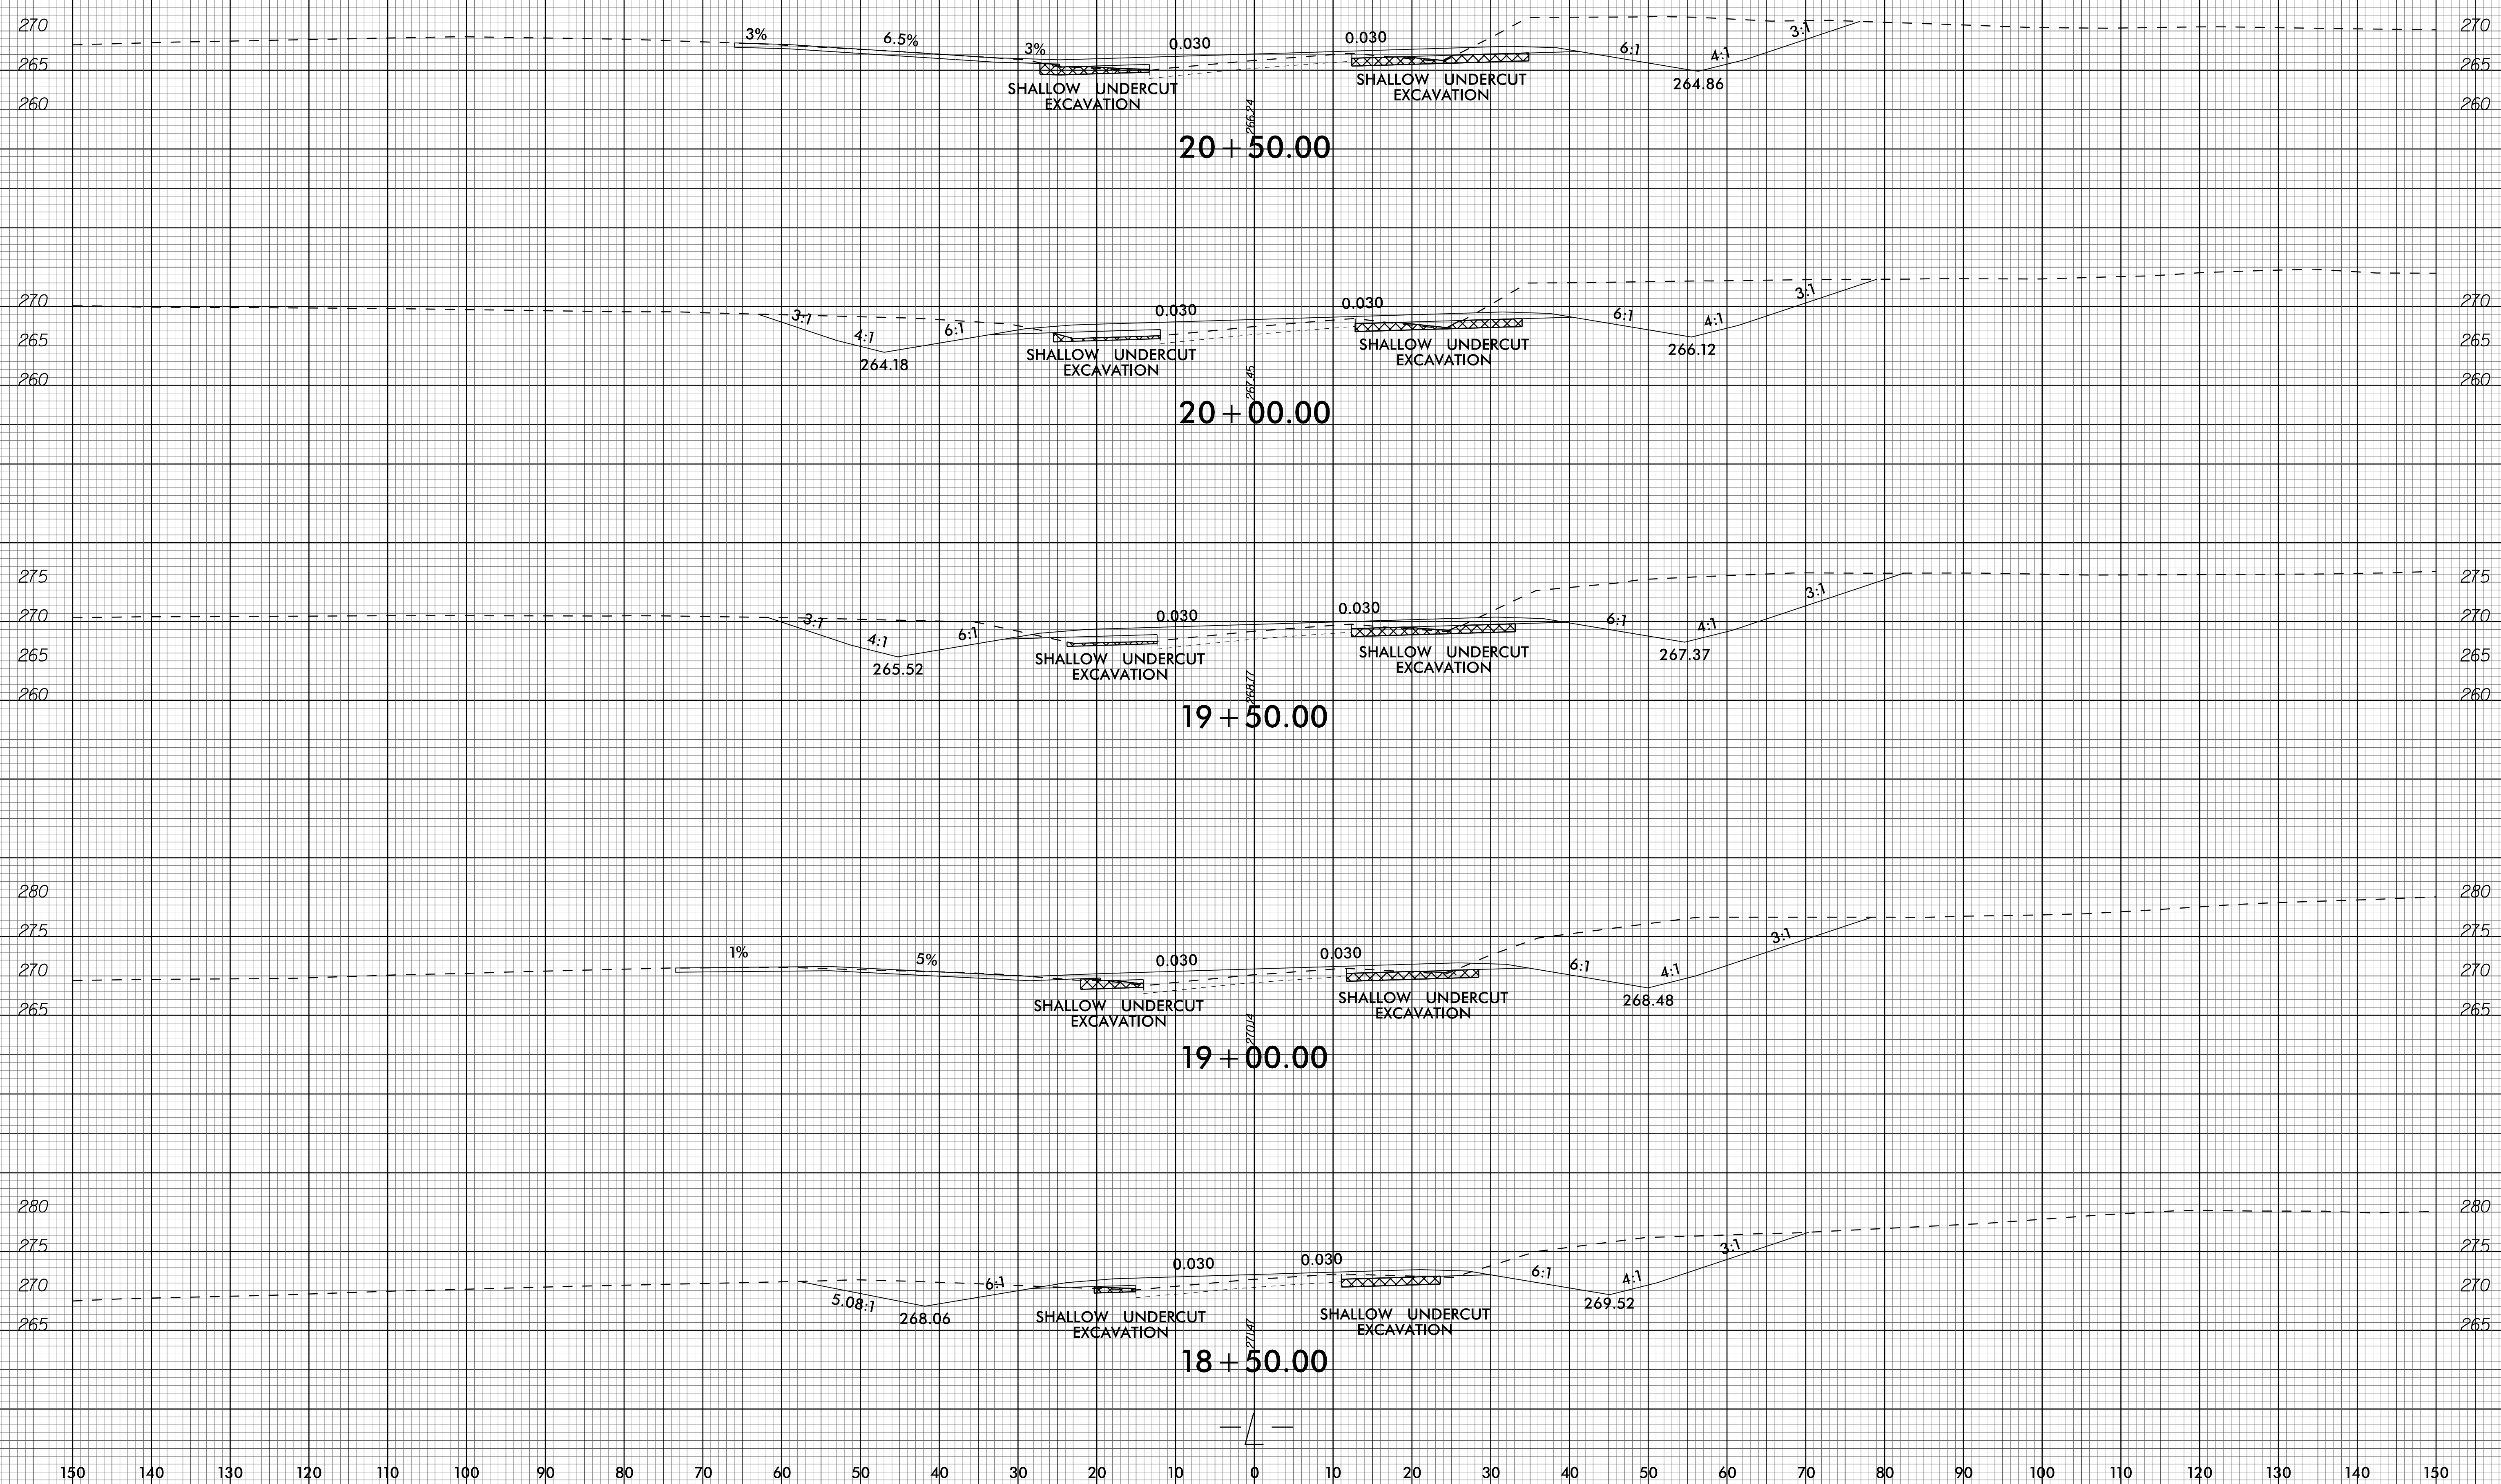 270 270
3% 6.5% 3% 0.030 0.030 6:1 4:1 3:1
265 265
SHALLOW UNDERCUT EXCAVATION SHALLOW UNDERCUT EXCAVATION 264.86
260 260
266.24
20+50.00
270 270
0.030 0.030
3:1 4:1 6:1 6:1 4:1 3:1
265 265
264.18 SHALLOW UNDERCUT EXCAVATION SHALLOW UNDERCUT EXCAVATION 266.12
260 260
267.45
20+00.00
275 275
270 270
0.030 0.030
3:1 4:1 6:1 6:1 4:1 3:1
265 265
265.52 SHALLOW UNDERCUT EXCAVATION SHALLOW UNDERCUT EXCAVATION 267.37
260 260
268.77
19+50.00
280 280
275 275
1% 5% 0.030 0.030 6:1 4:1 3:1
270 270
SHALLOW UNDERCUT EXCAVATION SHALLOW UNDERCUT EXCAVATION 268.48
265 265
270.14
19+00.00
280 280
275 275
0.030 0.030
270 270
5.08:1 6:1 6:1 4:1 3:1
268.06 SHALLOW UNDERCUT EXCAVATION SHALLOW UNDERCUT EXCAVATION 269.52
265 265
271.47
18+50.00
L
150 140 130 120 110 100 90 80 70 60 50 40 30 20 10 0 10 20 30 40 50 60 70 80 90 100 110 120 130 140 150